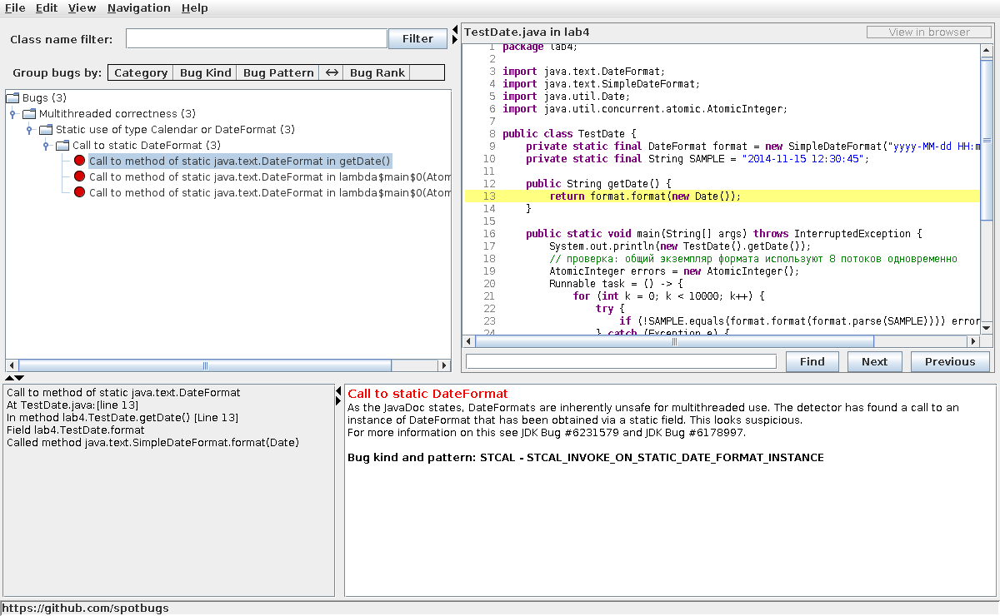 File Edit View Navigation Help
Class name filter:
Filter
Group bugs by: Category Bug Kind Bug Pattern ↔ Bug Rank
Bugs (3)
Multithreaded correctness (3)
Static use of type Calendar or DateFormat (3)
Call to static DateFormat (3)
Call to method of static java.text.DateFormat in getDate()
Call to method of static java.text.DateFormat in lambda$main$0(Atom
Call to method of static java.text.DateFormat in lambda$main$0(Atom
TestDate.java in lab4
View in browser
1 package lab4;
2
3 import java.text.DateFormat;
4 import java.text.SimpleDateFormat;
5 import java.util.Date;
6 import java.util.concurrent.atomic.AtomicInteger;
7
8 public class TestDate {
9 private static final DateFormat format = new SimpleDateFormat("yyyy-MM-dd HH:m
10 private static final String SAMPLE = "2014-11-15 12:30:45";
11
12 public String getDate() {
13 return format.format(new Date());
14 }
15
16 public static void main(String[] args) throws InterruptedException {
17 System.out.println(new TestDate().getDate());
18 // проверка: общий экземпляр формата используют 8 потоков одновременно
19 AtomicInteger errors = new AtomicInteger();
20 Runnable task = () -> {
21 for (int k = 0; k < 10000; k++) {
22 try {
23 if (!SAMPLE.equals(format.format(format.parse(SAMPLE)))) error
24 } catch (Exception e) {
Find Next Previous
Call to method of static java.text.DateFormat
At TestDate.java:[line 13]
In method lab4.TestDate.getDate() [Line 13]
Field lab4.TestDate.format
Called method java.text.SimpleDateFormat.format(Date)
Call to static DateFormat
As the JavaDoc states, DateFormats are inherently unsafe for multithreaded use. The detector has found a call to an
instance of DateFormat that has been obtained via a static field. This looks suspicious.
For more information on this see JDK Bug #6231579 and JDK Bug #6178997.
Bug kind and pattern: STCAL - STCAL_INVOKE_ON_STATIC_DATE_FORMAT_INSTANCE
https://github.com/spotbugs